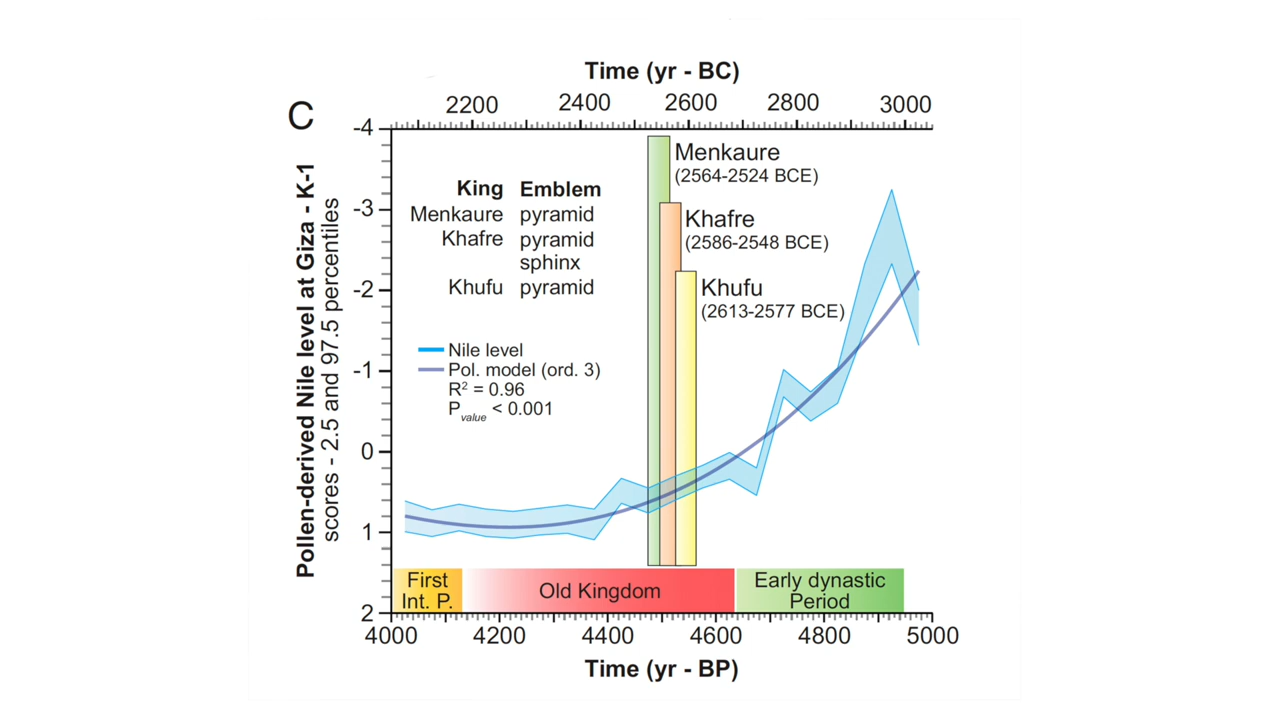 C
Time (yr - BC)
2200 2400 2600 2800 3000
Pollen-derived Nile level at Giza - K-1
scores - 2.5 and 97.5 percentiles
-4
-3
-2
-1
0
1
2
King Emblem
Menkaure pyramid
Khafre pyramid
sphinx
Khufu pyramid
Menkaure
(2564-2524 BCE)
Khafre
(2586-2548 BCE)
Khufu
(2613-2577 BCE)
Nile level
Pol. model (ord. 3)
R² = 0.96
Pvalue < 0.001
First
Int. P.
Old Kingdom
Early dynastic
Period
4000 4200 4400 4600 4800 5000
Time (yr - BP)